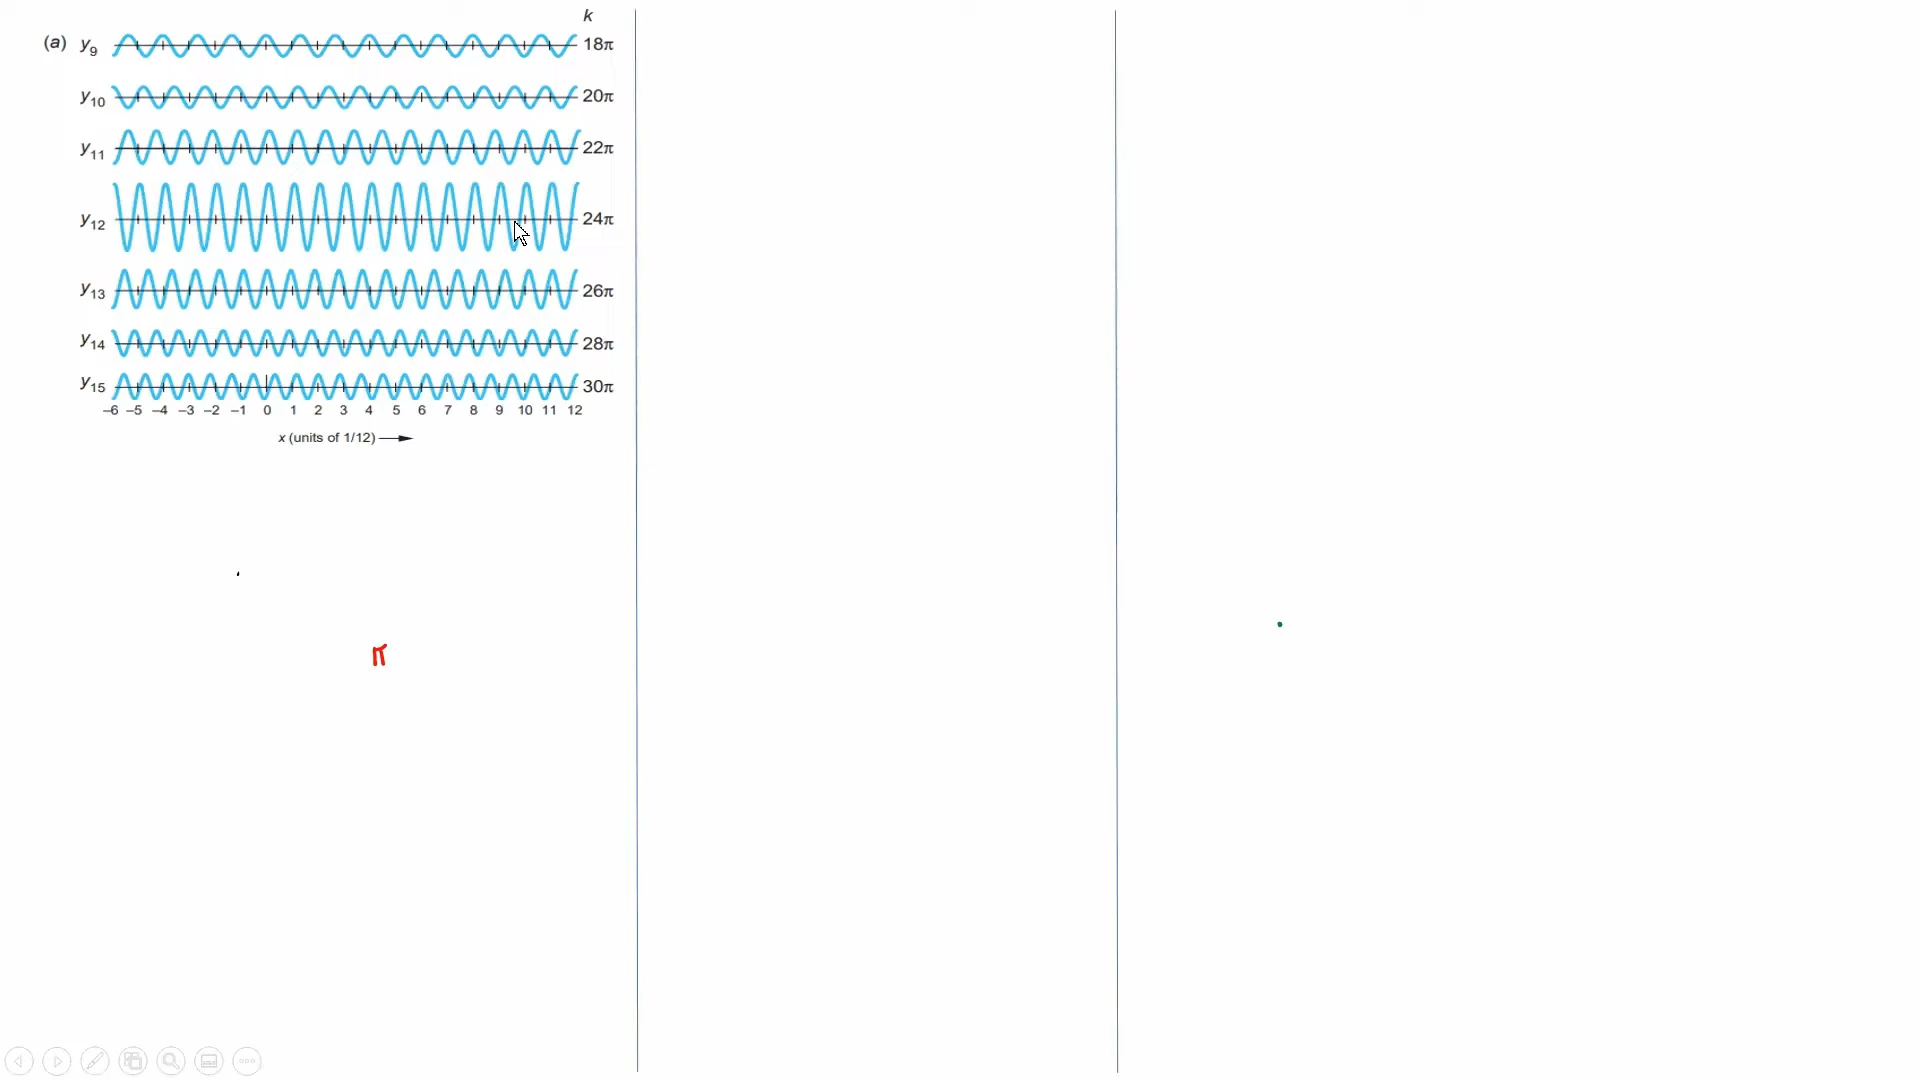 k
(a) y9 18π
y10 20π
y11 22π
y12 24π
y13 26π
y14 28π
y15 30π
–6 –5 –4 –3 –2 –1 0 1 2 3 4 5 6 7 8 9 10 11 12
x (units of 1/12)
π